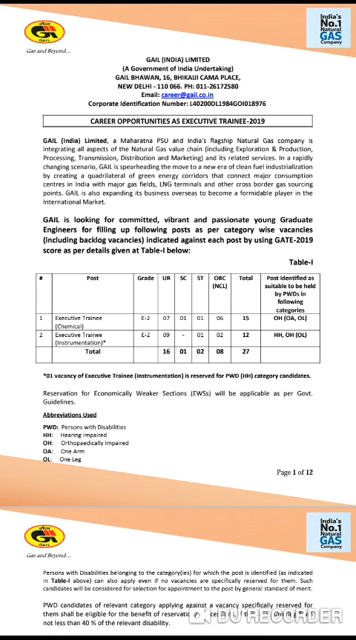 GAIL
Gas and Beyond...
India's
No.1
Natural
GAS
Company
GAIL (INDIA) LIMITED
(A Government of India Undertaking)
GAIL BHAWAN, 16, BHIKAIJI CAMA PLACE,
NEW DELHI - 110 066. PH: 011-26172580
Email: career@gail.co.in
Corporate Identification Number: L40200DL1984GOI018976
CAREER OPPORTUNITIES AS EXECUTIVE TRAINEE-2019
GAIL (India) Limited, a Maharatna PSU and India's flagship Natural Gas company is
integrating all aspects of the Natural Gas value chain (including Exploration & Production,
Processing, Transmission, Distribution and Marketing) and its related services. In a rapidly
changing scenario, GAIL is spearheading the move to a new era of clean fuel industrialization
by creating a quadrilateral of green energy corridors that connect major consumption
centres in India with major gas fields, LNG terminals and other cross border gas sourcing
points. GAIL is also expanding its business overseas to become a formidable player in the
International Market.
GAIL is looking for committed, vibrant and passionate young Graduate
Engineers for filling up following posts as per category wise vacancies
(including backlog vacancies) indicated against each post by using GATE-2019
score as per details given at Table-I below:
Table-I
# Post Grade UR SC ST OBC (NCL) Total Post identified as suitable to be held by PWDs in following categories
1 Executive Trainee (Chemical) E-2 07 01 01 06 15 OH (OA, OL)
2 Executive Trainee (Instrumentation)* E-2 09 - 01 02 12 HH, OH (OL)
Total 16 01 02 08 27
*01 vacancy of Executive Trainee (Instrumentation) is reserved for PWD (HH) category candidates.
Reservation for Economically Weaker Sections (EWSs) will be applicable as per Govt.
Guidelines.
Abbreviations Used
PWD: Persons with Disabilities
HH: Hearing Impaired
OH: Orthopaedically Impaired
OA: One Arm
OL: One Leg
Page 1 of 12
GAIL
Gas and Beyond...
India's
No.1
Natural
GAS
Company
Persons with Disabilities belonging to the category(ies) for which the post is identified (as indicated
in Table-I above) can also apply even if no vacancies are specifically reserved for them. Such
candidates will be considered for selection for appointment to the post by general standard of merit.
PWD candidates of relevant category applying against a vacancy specifically reserved for
them shall be eligible for the benefit of
not less than 40 % of the relevant disability.
DU RECORDER